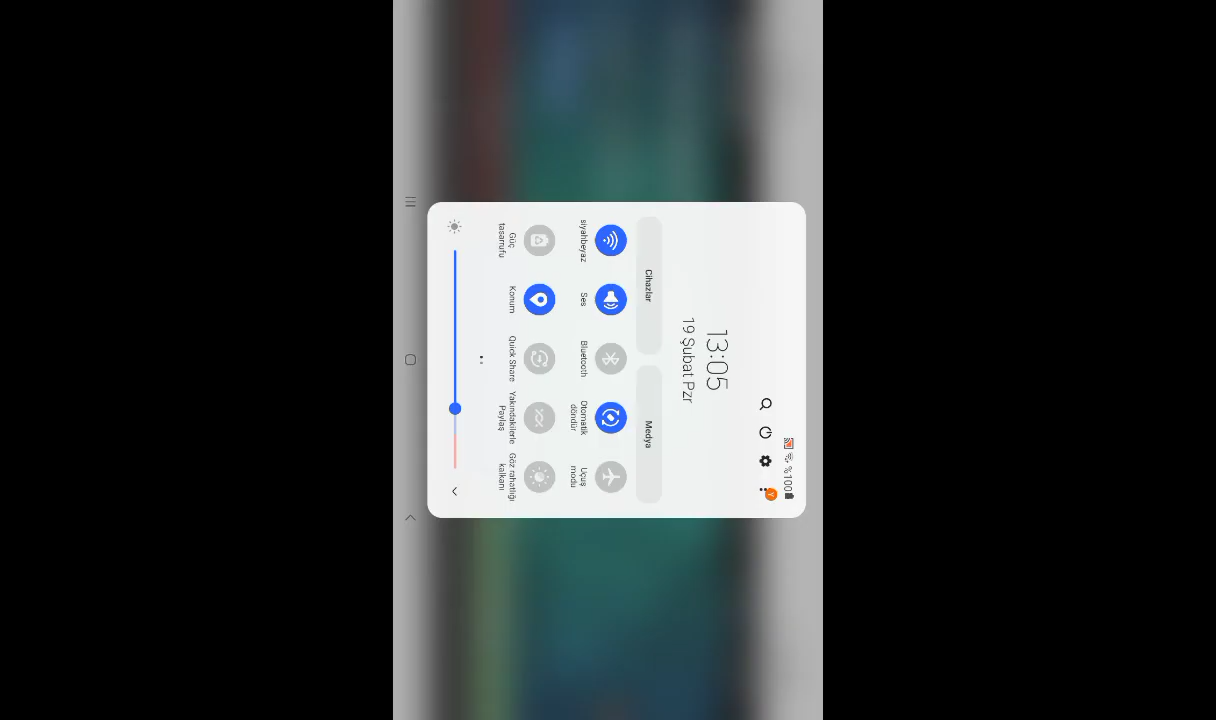 %100
Y
13:05
19 Şubat Pzr
Cihazlar
Medya
siyahbeyaz
Ses
Bluetooth
Otomatik
döndür
Uçuş
modu
Güç
tasarrufu
Konum
Quick Share
Yakındakilerle
Paylaş
Göz rahatlığı
kalkanı